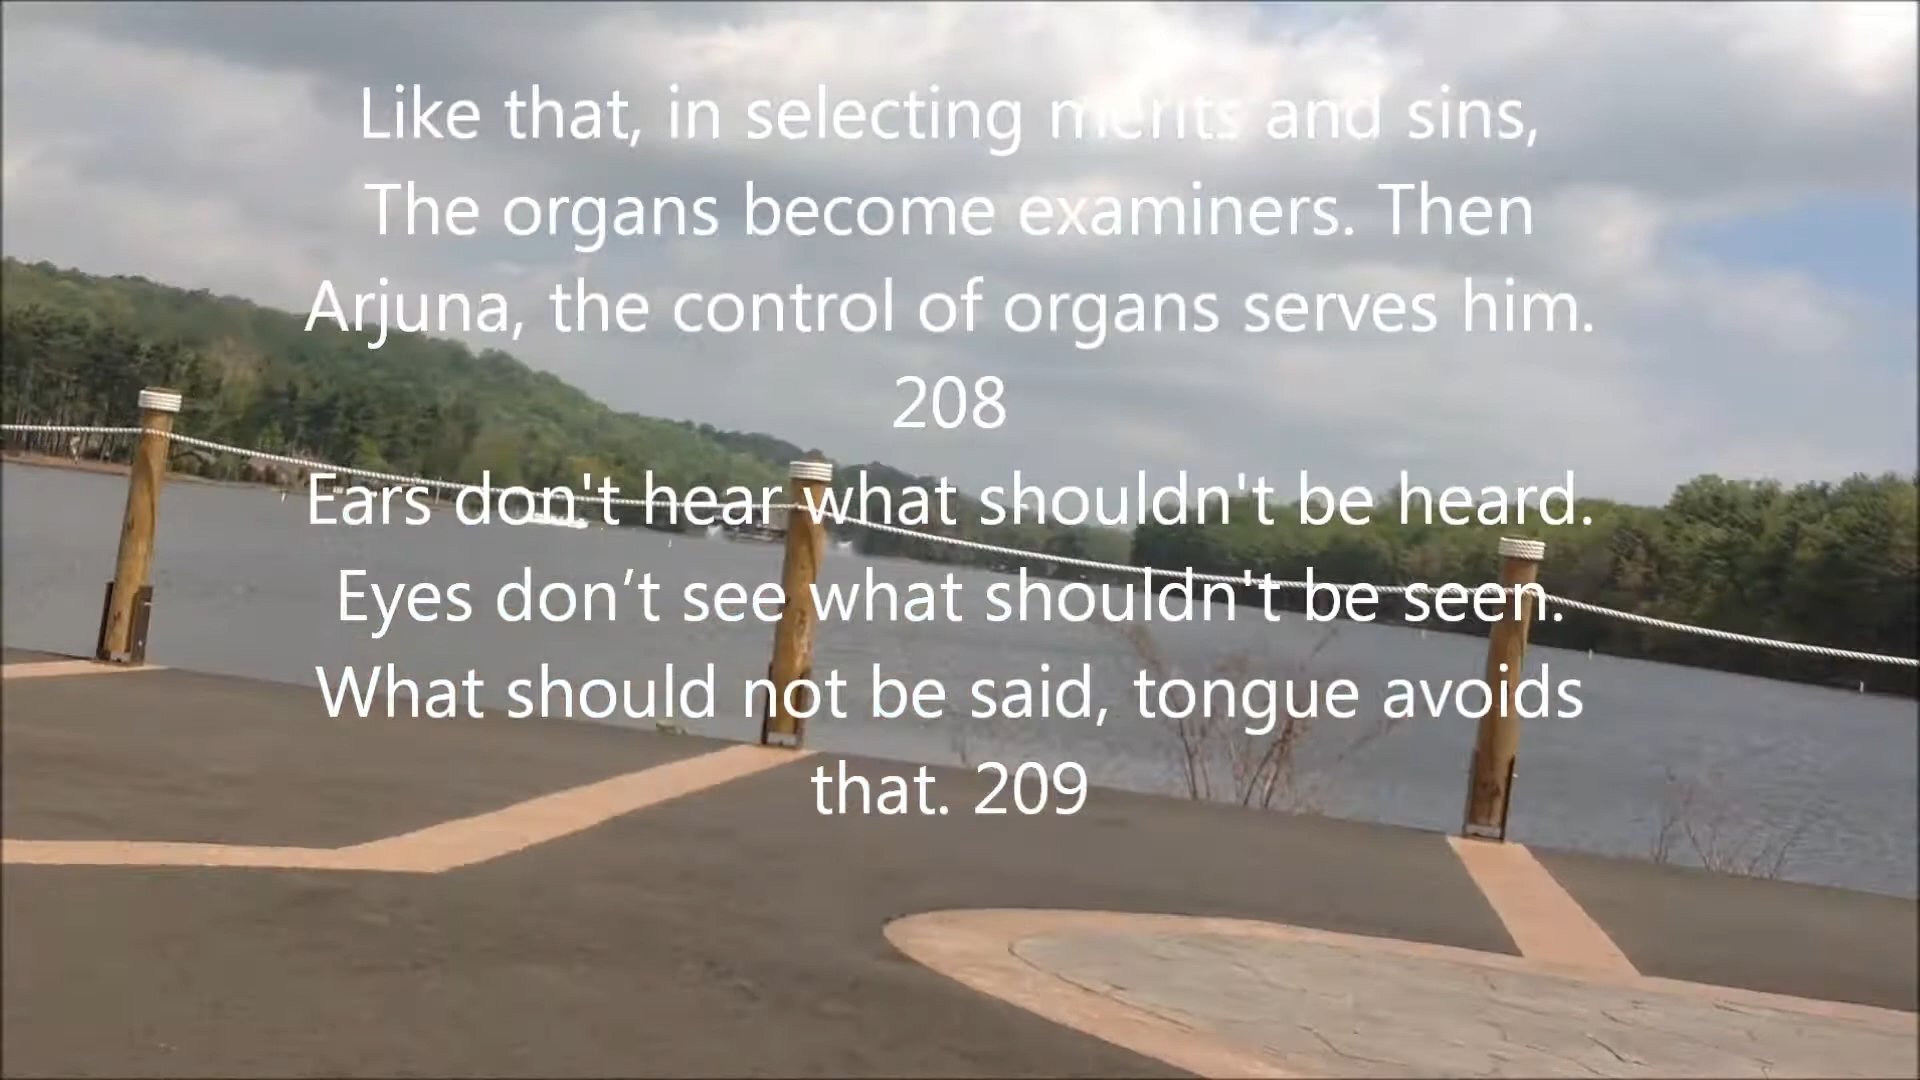 Like that, in selecting merits and sins,
The organs become examiners. Then
Arjuna, the control of organs serves him.
208
Ears don't hear what shouldn't be heard.
Eyes don’t see what shouldn't be seen.
What should not be said, tongue avoids
that. 209